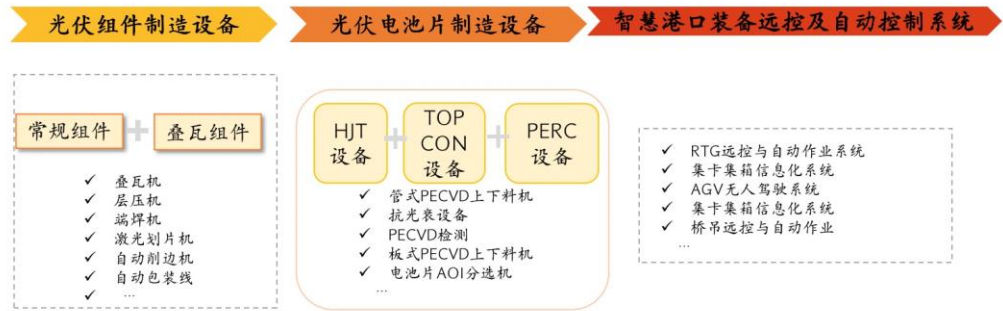 光伏组件制造设备
光伏电池片制造设备
智慧港口装备远控及自动控制系统
常规组件
+
叠瓦组件
✓ 叠瓦机
✓ 层压机
✓ 端焊机
✓ 激光划片机
✓ 自动削边机
✓ 自动包装线
✓ …
HJT
设备
+
TOP
CON
设备
+
PERC
设备
✓ 管式PECVD上下料机
✓ 抗光衰设备
✓ PECVD检测
✓ 板式PECVD上下料机
✓ 电池片AOI分选机
…
✓ RTG远控与自动作业系统
✓ 集卡集箱信息化系统
✓ AGV无人驾驶系统
✓ 集卡集箱信息化系统
✓ 桥吊远控与自动作业
…